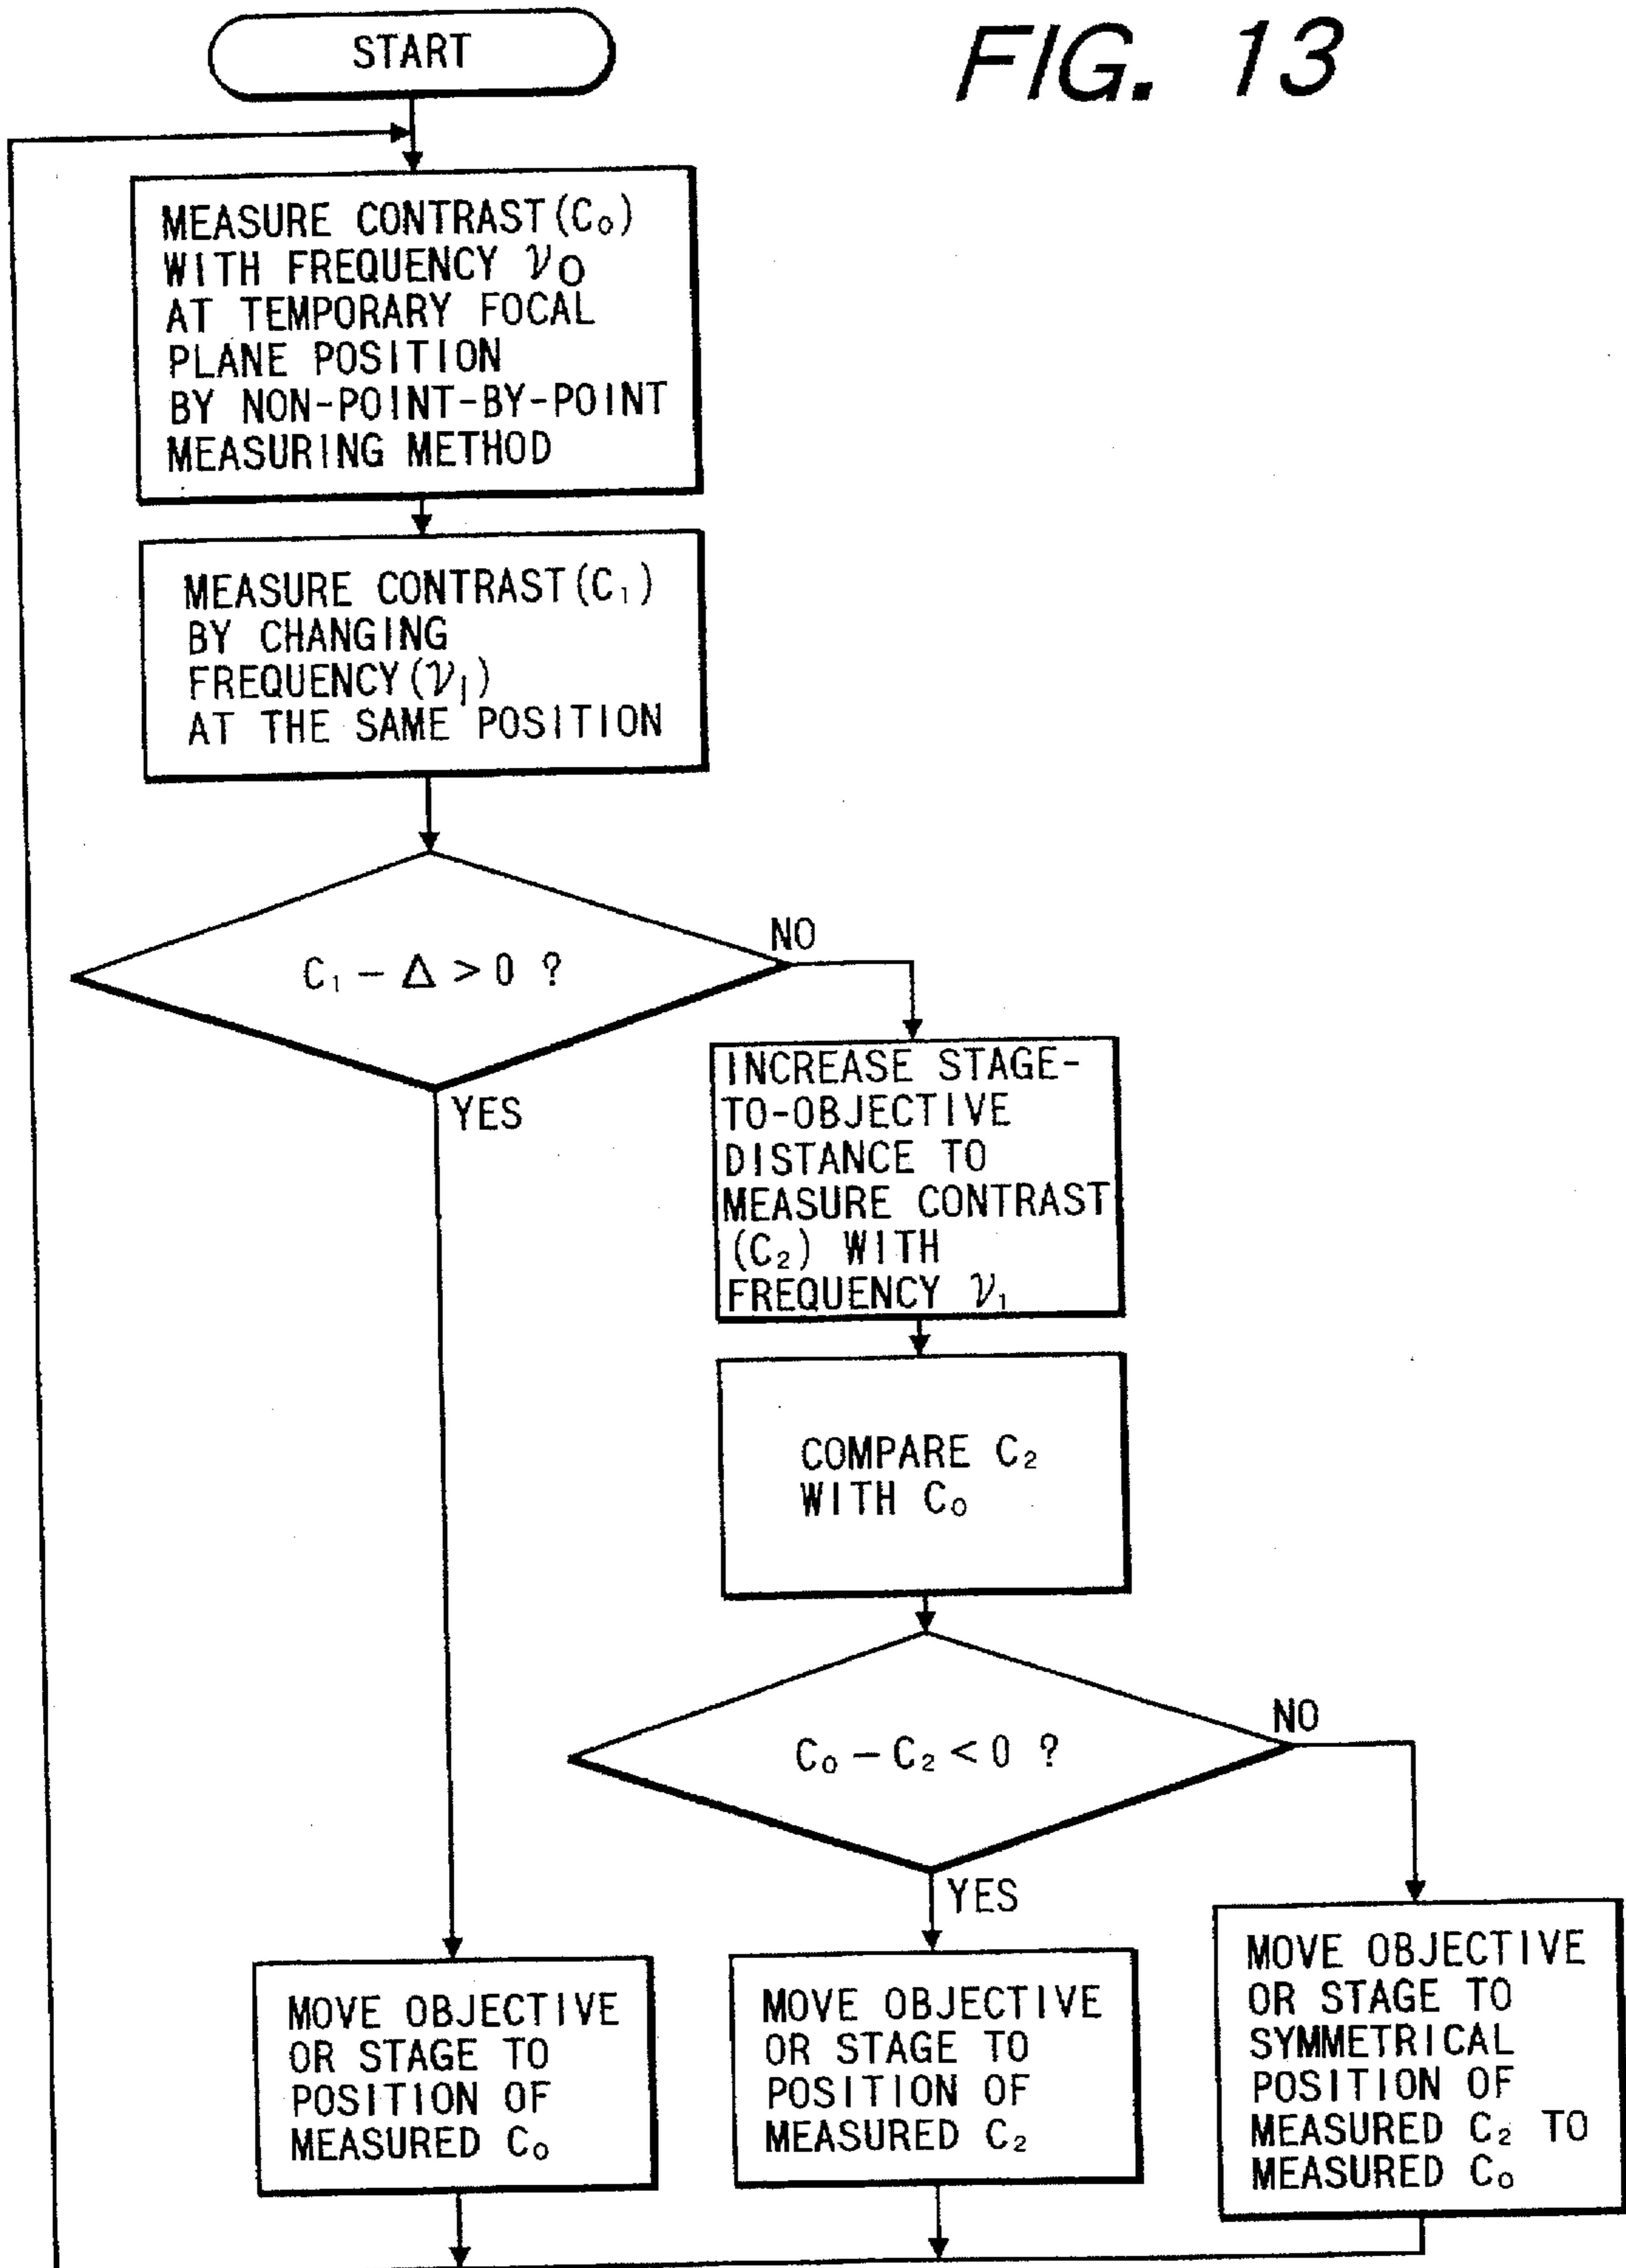 START
FIG. 13
MEASURE CONTRAST(C₀)
WITH FREQUENCY ν₀
AT TEMPORARY FOCAL
PLANE POSITION
BY NON-POINT-BY-POINT
MEASURING METHOD
MEASURE CONTRAST(C₁)
BY CHANGING
FREQUENCY(ν₁)
AT THE SAME POSITION
C₁ − Δ > 0 ?
NO
YES
INCREASE STAGE-
TO-OBJECTIVE
DISTANCE TO
MEASURE CONTRAST
(C₂) WITH
FREQUENCY ν₁
COMPARE C₂
WITH C₀
C₀ − C₂ < 0 ?
NO
YES
MOVE OBJECTIVE
OR STAGE TO
POSITION OF
MEASURED C₀
MOVE OBJECTIVE
OR STAGE TO
POSITION OF
MEASURED C₂
MOVE OBJECTIVE
OR STAGE TO
SYMMETRICAL
POSITION OF
MEASURED C₂ TO
MEASURED C₀